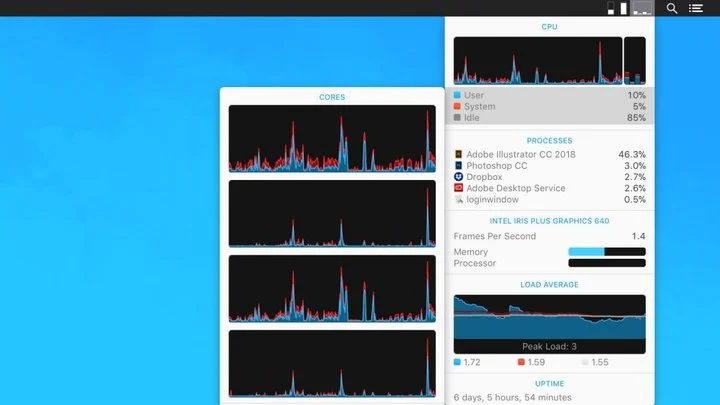 CPU
User 10%
System 5%
Idle 85%
PROCESSES
Adobe Illustrator CC 2018 46.3%
Photoshop CC 3.0%
Dropbox 2.7%
Adobe Desktop Service 2.6%
loginwindow 0.5%
INTEL IRIS PLUS GRAPHICS 640
Frames Per Second 1.4
Memory
Processor
LOAD AVERAGE
Peak Load: 3
1.72 1.59 1.55
UPTIME
6 days, 5 hours, 54 minutes
CORES